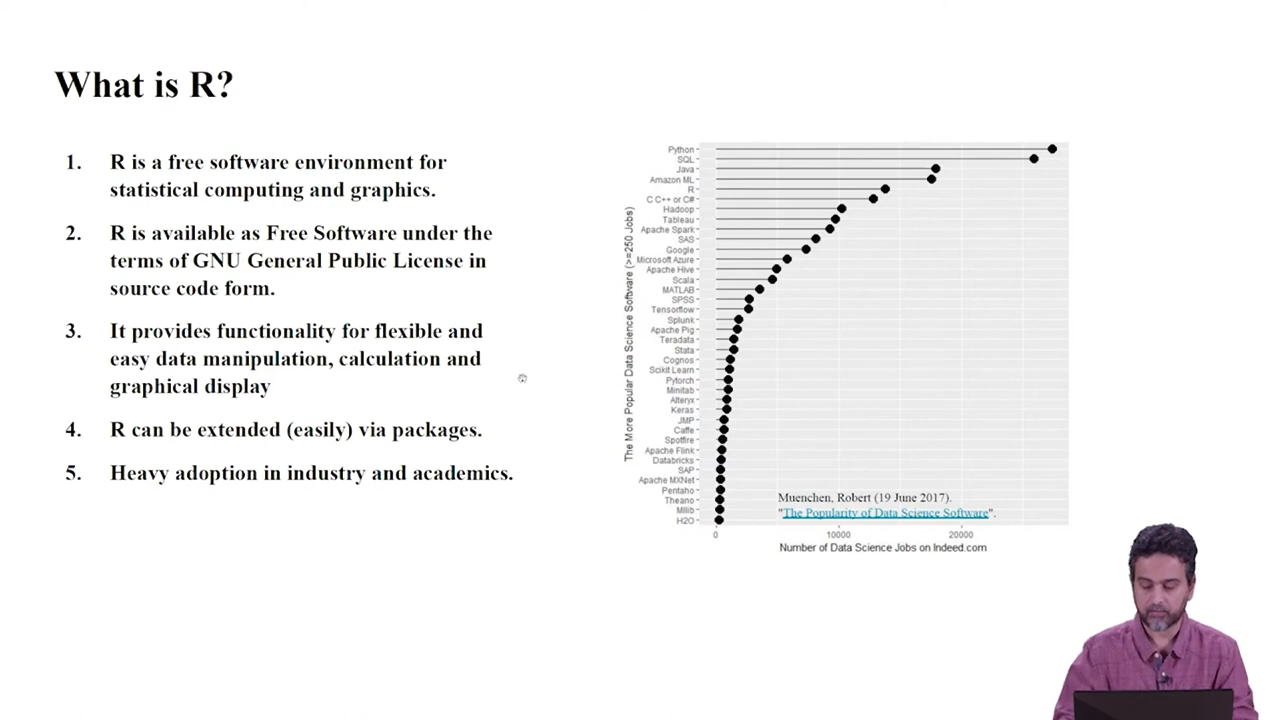 What is R?
1. R is a free software environment for
statistical computing and graphics.
2. R is available as Free Software under the
terms of GNU General Public License in
source code form.
3. It provides functionality for flexible and
easy data manipulation, calculation and
graphical display
4. R can be extended (easily) via packages.
5. Heavy adoption in industry and academics.
The More Popular Data Science Software (>=250 Jobs)
Python
SQL
Java
Amazon ML
R
C C++ or C#
Hadoop
Tableau
Apache Spark
SAS
Google
Microsoft Azure
Apache Hive
Scala
MATLAB
SPSS
Tensorflow
Splunk
Apache Pig
Teradata
Stata
Cognos
Scikit Learn
Pytorch
Minitab
Alteryx
Keras
JMP
Caffe
Spotfire
Apache Flink
Databricks
SAP
Apache MXNet
Pentaho
Theano
Mllib
H2O
Muenchen, Robert (19 June 2017).
"The Popularity of Data Science Software".
0 10000 20000
Number of Data Science Jobs on Indeed.com